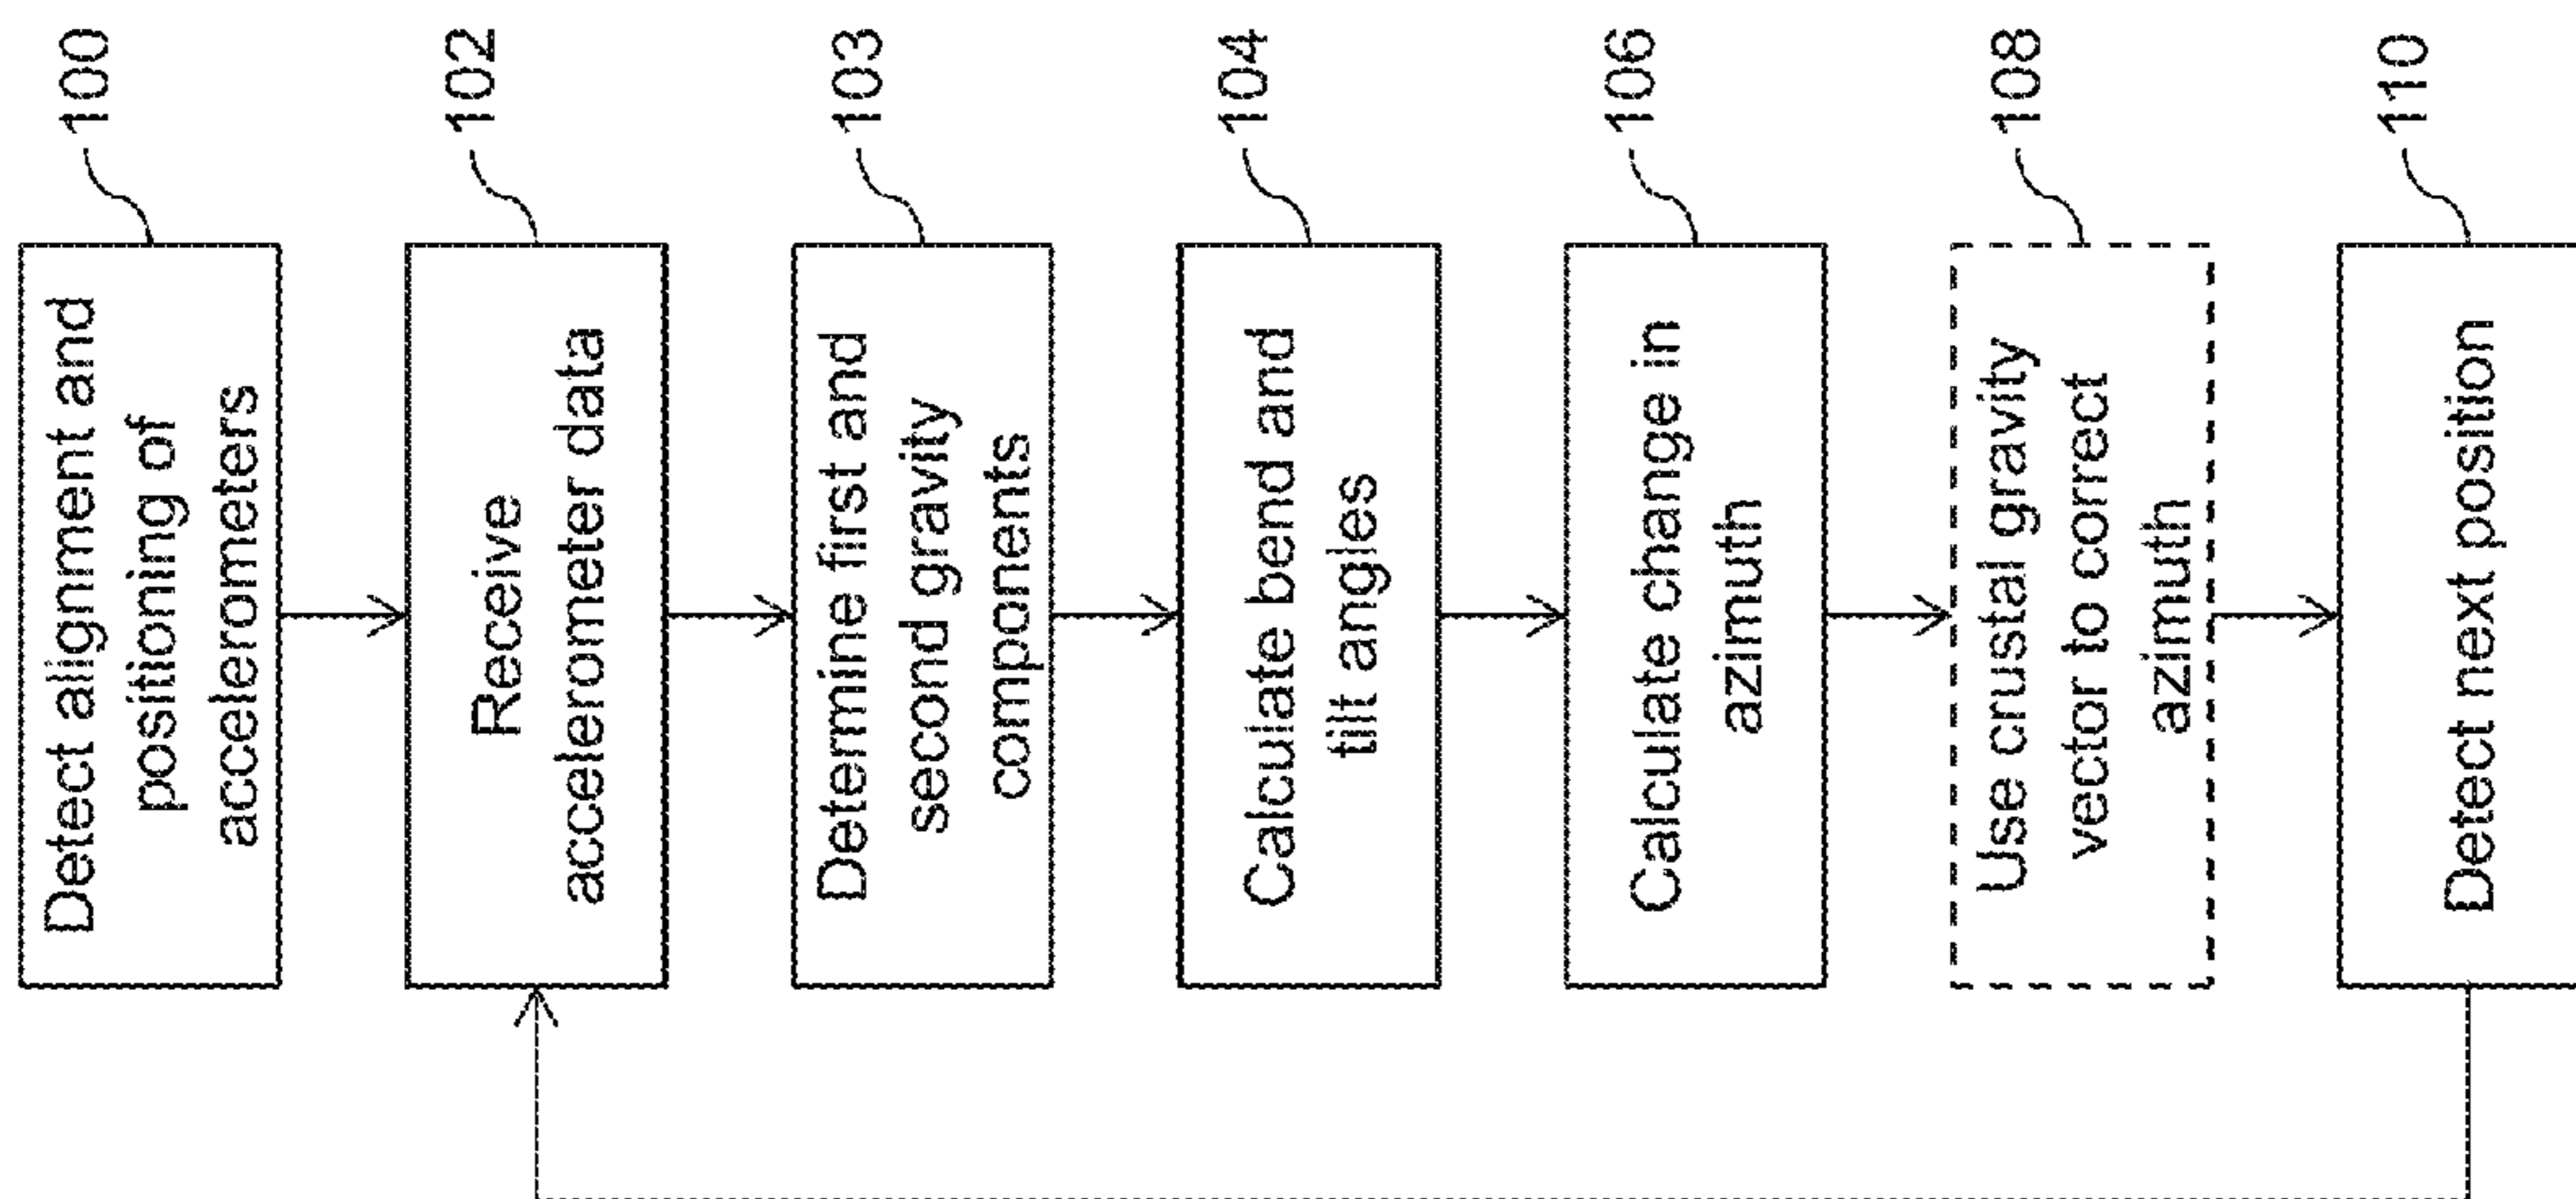 Detect alignment and
positioning of
accelerometers
100
Receive
accelerometer data
102
Determine first and
second gravity
components
103
Calculate bend and
tilt angles
104
Calculate change in
azimuth
106
Use crustal gravity
vector to correct
azimuth
108
Detect next position
110